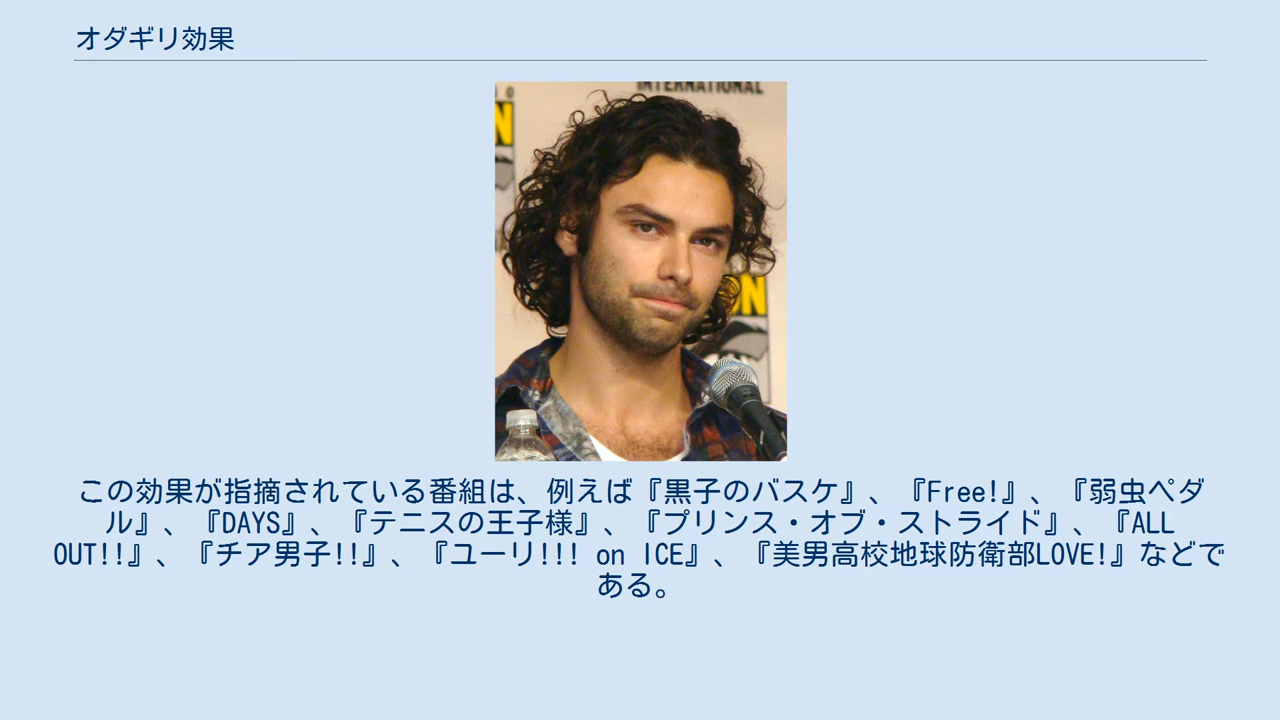 オダギリ効果
INTERNATIONAL
ON
この効果が指摘されている番組は、例えば『黒子のバスケ』、『Free!』、『弱虫ペダ
ル』、『DAYS』、『テニスの王子様』、『プリンス・オブ・ストライド』、『ALL
OUT!!』、『チア男子!!』、『ユーリ!!! on ICE』、『美男高校地球防衛部LOVE!』などで
ある。